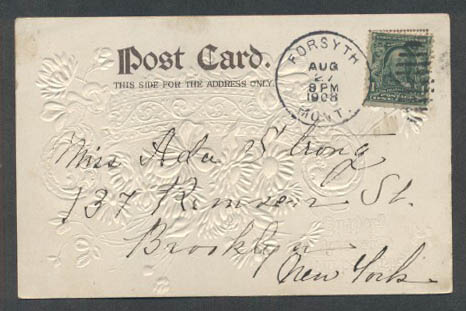 Post Card.
THIS SIDE FOR THE ADDRESS ONLY.
FORSYTH
AUG
27
8 PM
1908
MONT.
Miss Ada Strong
137 Remsen St.
Brooklyn
New York